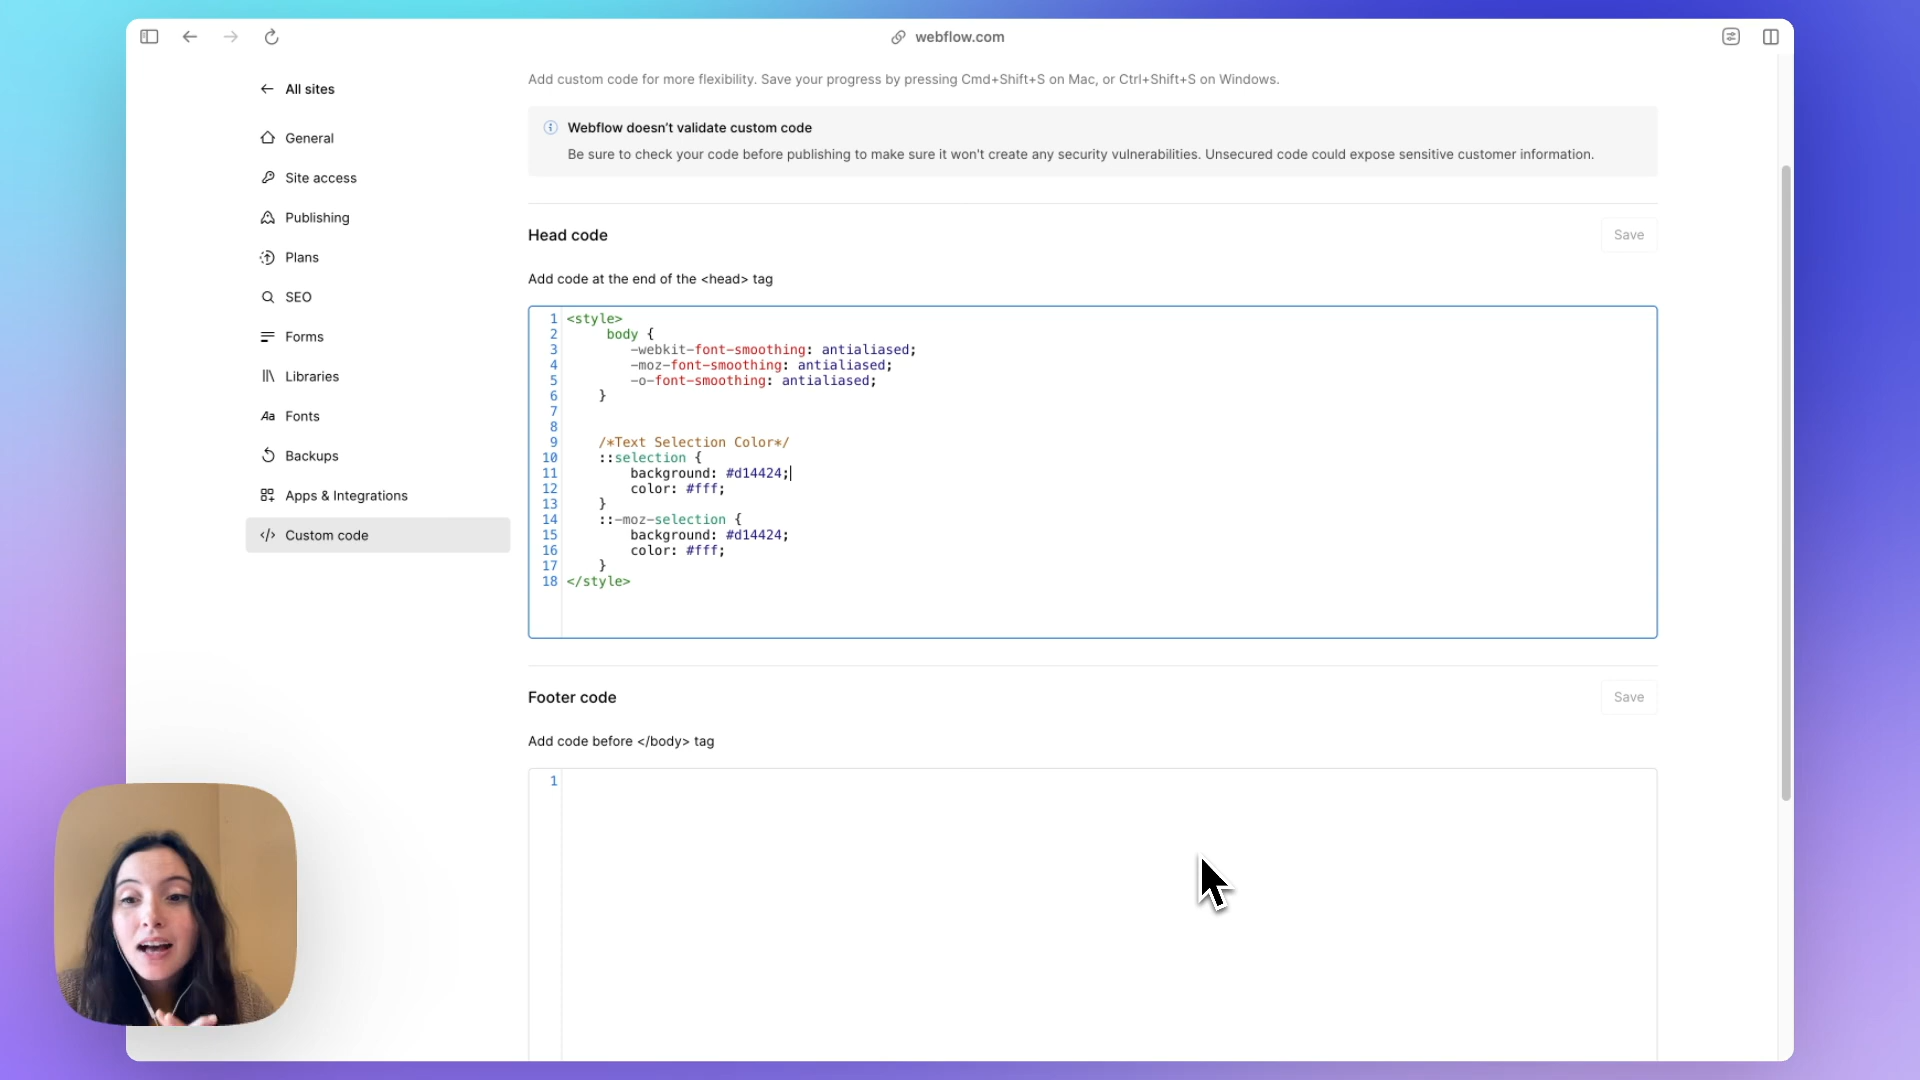 webflow.com
All sites
General
Site access
Publishing
Plans
SEO
Forms
Libraries
Aa Fonts
Backups
Apps & Integrations
</> Custom code
Add custom code for more flexibility. Save your progress by pressing Cmd+Shift+S on Mac, or Ctrl+Shift+S on Windows.
Webflow doesn't validate custom code
Be sure to check your code before publishing to make sure it won't create any security vulnerabilities. Unsecured code could expose sensitive customer information.
Head code
Save
Add code at the end of the <head> tag
1 <style>
2 body {
3 -webkit-font-smoothing: antialiased;
4 -moz-font-smoothing: antialiased;
5 -o-font-smoothing: antialiased;
6 }
7
8
9 /*Text Selection Color*/
10 ::selection {
11 background: #d14424;
12 color: #fff;
13 }
14 ::-moz-selection {
15 background: #d14424;
16 color: #fff;
17 }
18 </style>
Footer code
Save
Add code before </body> tag
1